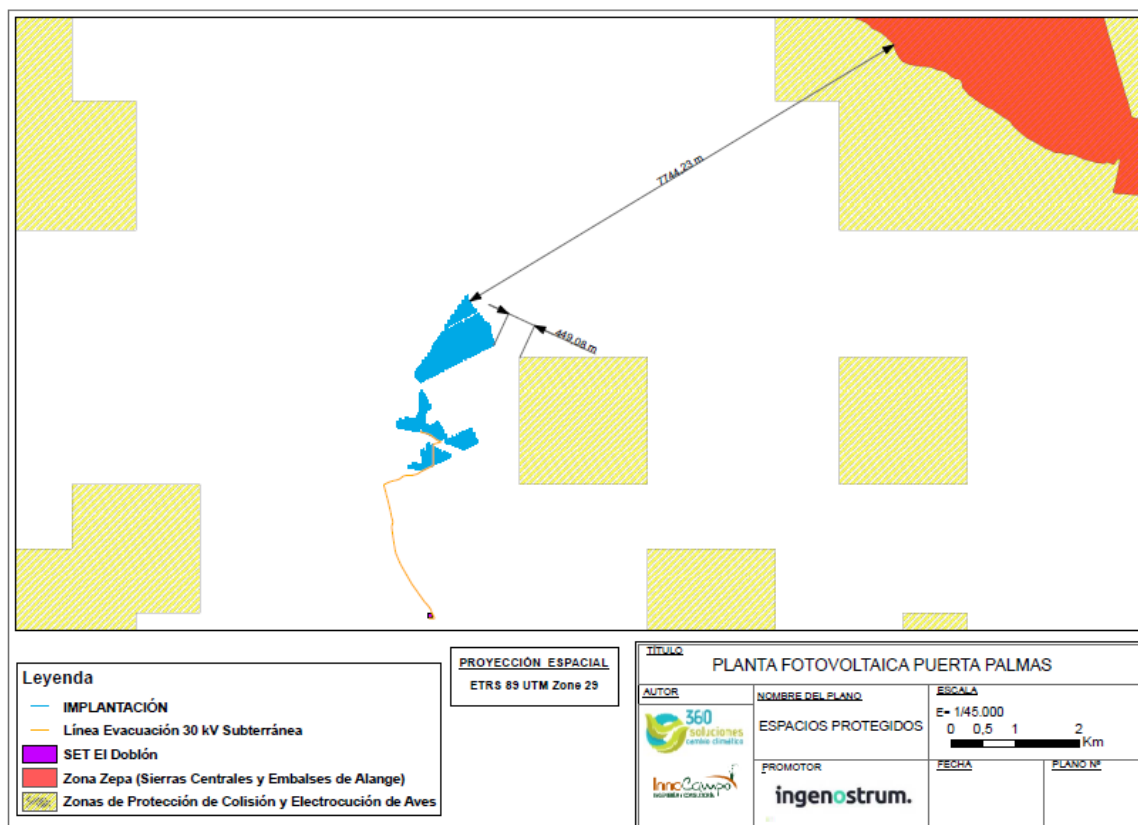 7744,23 m
449,08 m
Leyenda
IMPLANTACIÓN
Línea Evacuación 30 kV Subterránea
SET El Doblón
Zona Zepa (Sierras Centrales y Embalses de Alange)
Zonas de Protección de Colisión y Electrocución de Aves
PROYECCIÓN ESPACIAL
ETRS 89 UTM Zone 29
TÍTULO
PLANTA FOTOVOLTAICA PUERTA PALMAS
AUTOR
360
soluciones
cambio climático
InnoCampo
INGENIERÍA Y CONSULTORÍA
NOMBRE DEL PLANO
ESPACIOS PROTEGIDOS
ESCALA
E= 1/45.000
0 0,5 1 2
Km
PROMOTOR
ingenostrum.
FECHA
PLANO Nº